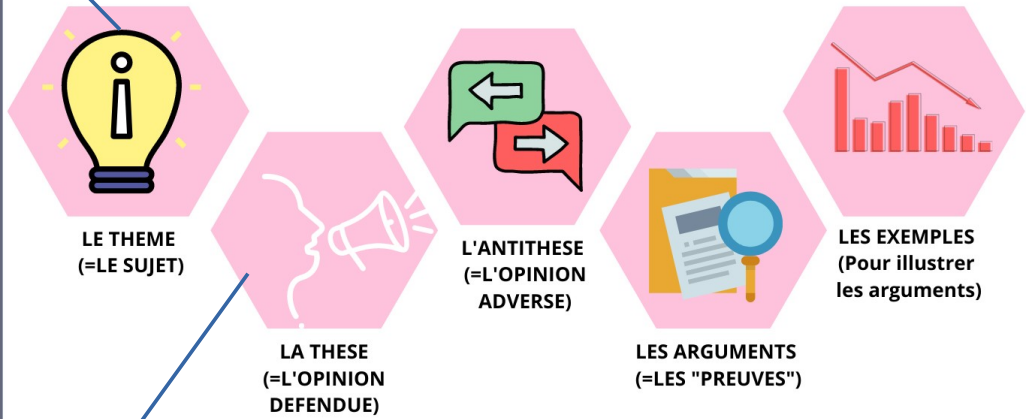 LE THEME
(=LE SUJET)
LA THESE
(=L'OPINION
DEFENDUE)
L'ANTITHESE
(=L'OPINION
ADVERSE)
LES ARGUMENTS
(=LES "PREUVES")
LES EXEMPLES
(Pour illustrer
les arguments)